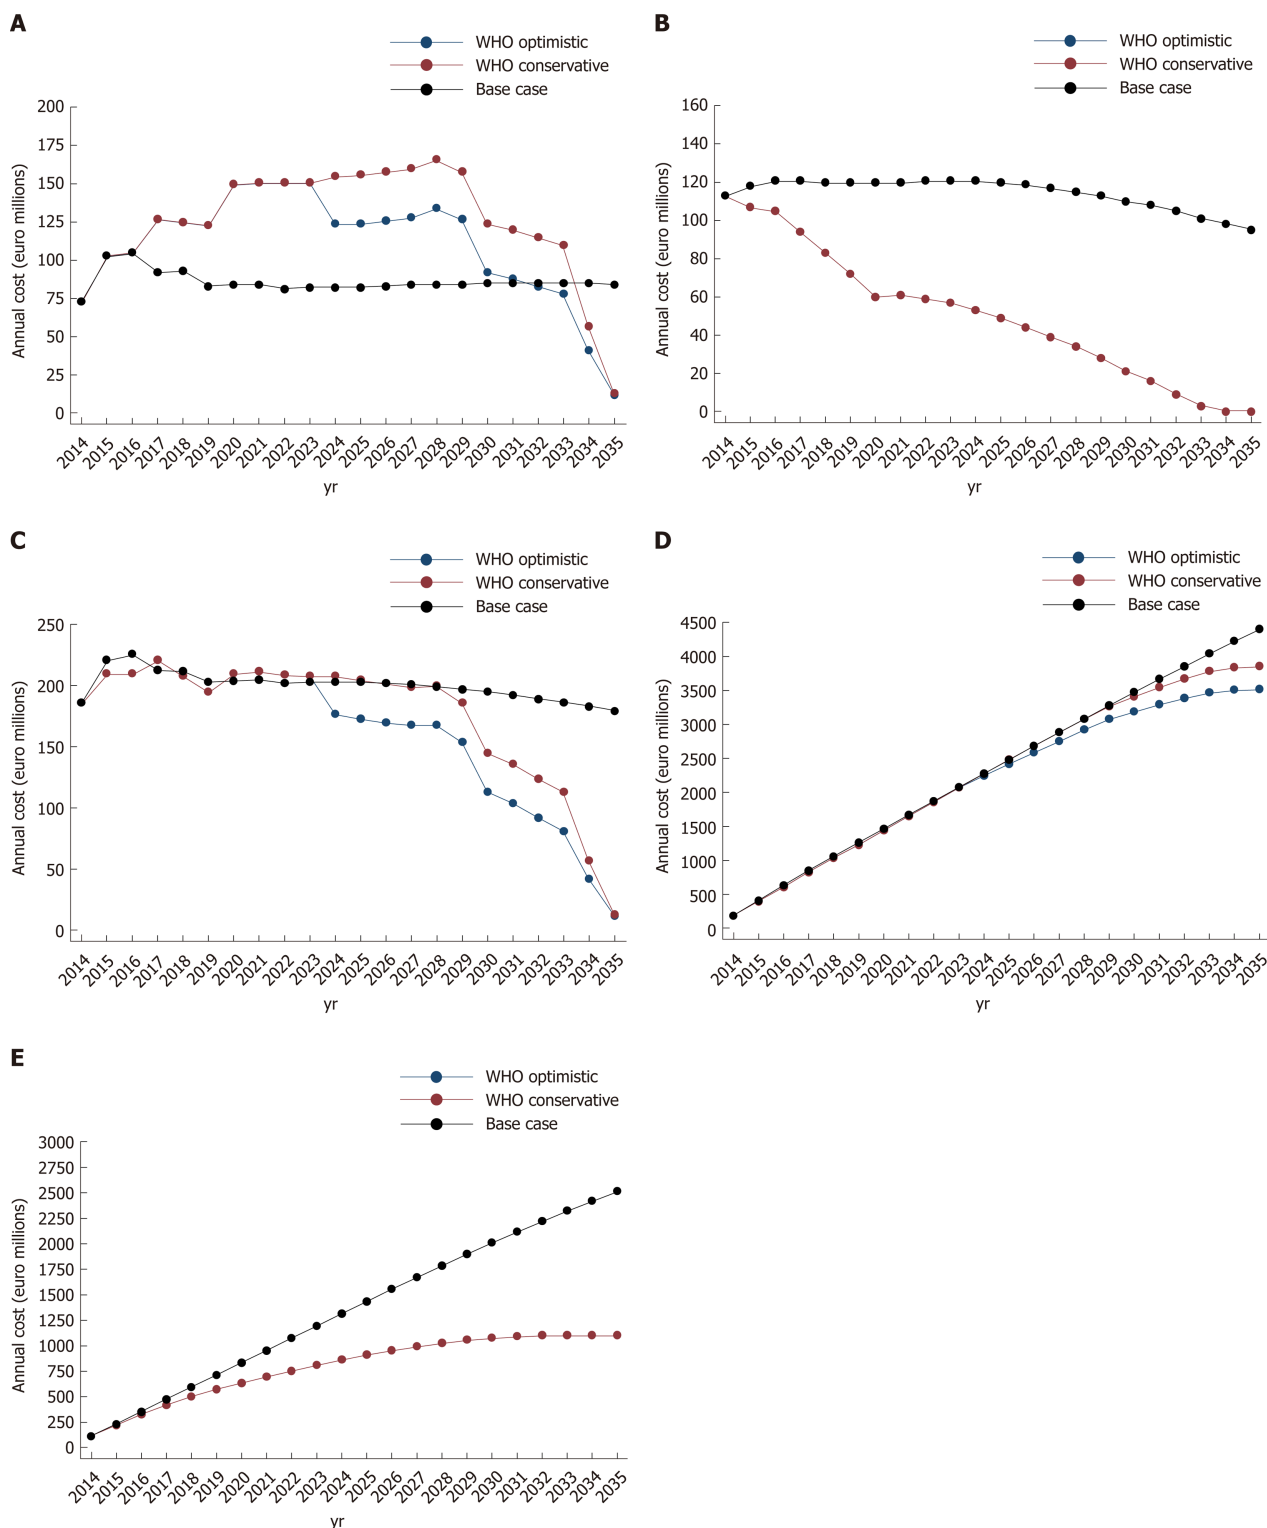 A
WHO optimistic
WHO conservative
Base case
Annual cost (euro millions)
200
175
150
125
100
75
50
25
0
2014 2015 2016 2017 2018 2019 2020 2021 2022 2023 2024 2025 2026 2027 2028 2029 2030 2031 2032 2033 2034 2035
yr
B
WHO optimistic
WHO conservative
Base case
Annual cost (euro millions)
160
140
120
100
80
60
40
20
0
2014 2015 2016 2017 2018 2019 2020 2021 2022 2023 2024 2025 2026 2027 2028 2029 2030 2031 2032 2033 2034 2035
yr
C
WHO optimistic
WHO conservative
Base case
Annual cost (euro millions)
250
200
150
100
50
0
2014 2015 2016 2017 2018 2019 2020 2021 2022 2023 2024 2025 2026 2027 2028 2029 2030 2031 2032 2033 2034 2035
yr
D
WHO optimistic
WHO conservative
Base case
Annual cost (euro millions)
4500
4000
3500
3000
2500
2000
1500
1000
500
0
2014 2015 2016 2017 2018 2019 2020 2021 2022 2023 2024 2025 2026 2027 2028 2029 2030 2031 2032 2033 2034 2035
yr
E
WHO optimistic
WHO conservative
Base case
Annual cost (euro millions)
3000
2750
2500
2250
2000
1750
1500
1250
1000
750
500
250
0
2014 2015 2016 2017 2018 2019 2020 2021 2022 2023 2024 2025 2026 2027 2028 2029 2030 2031 2032 2033 2034 2035
yr